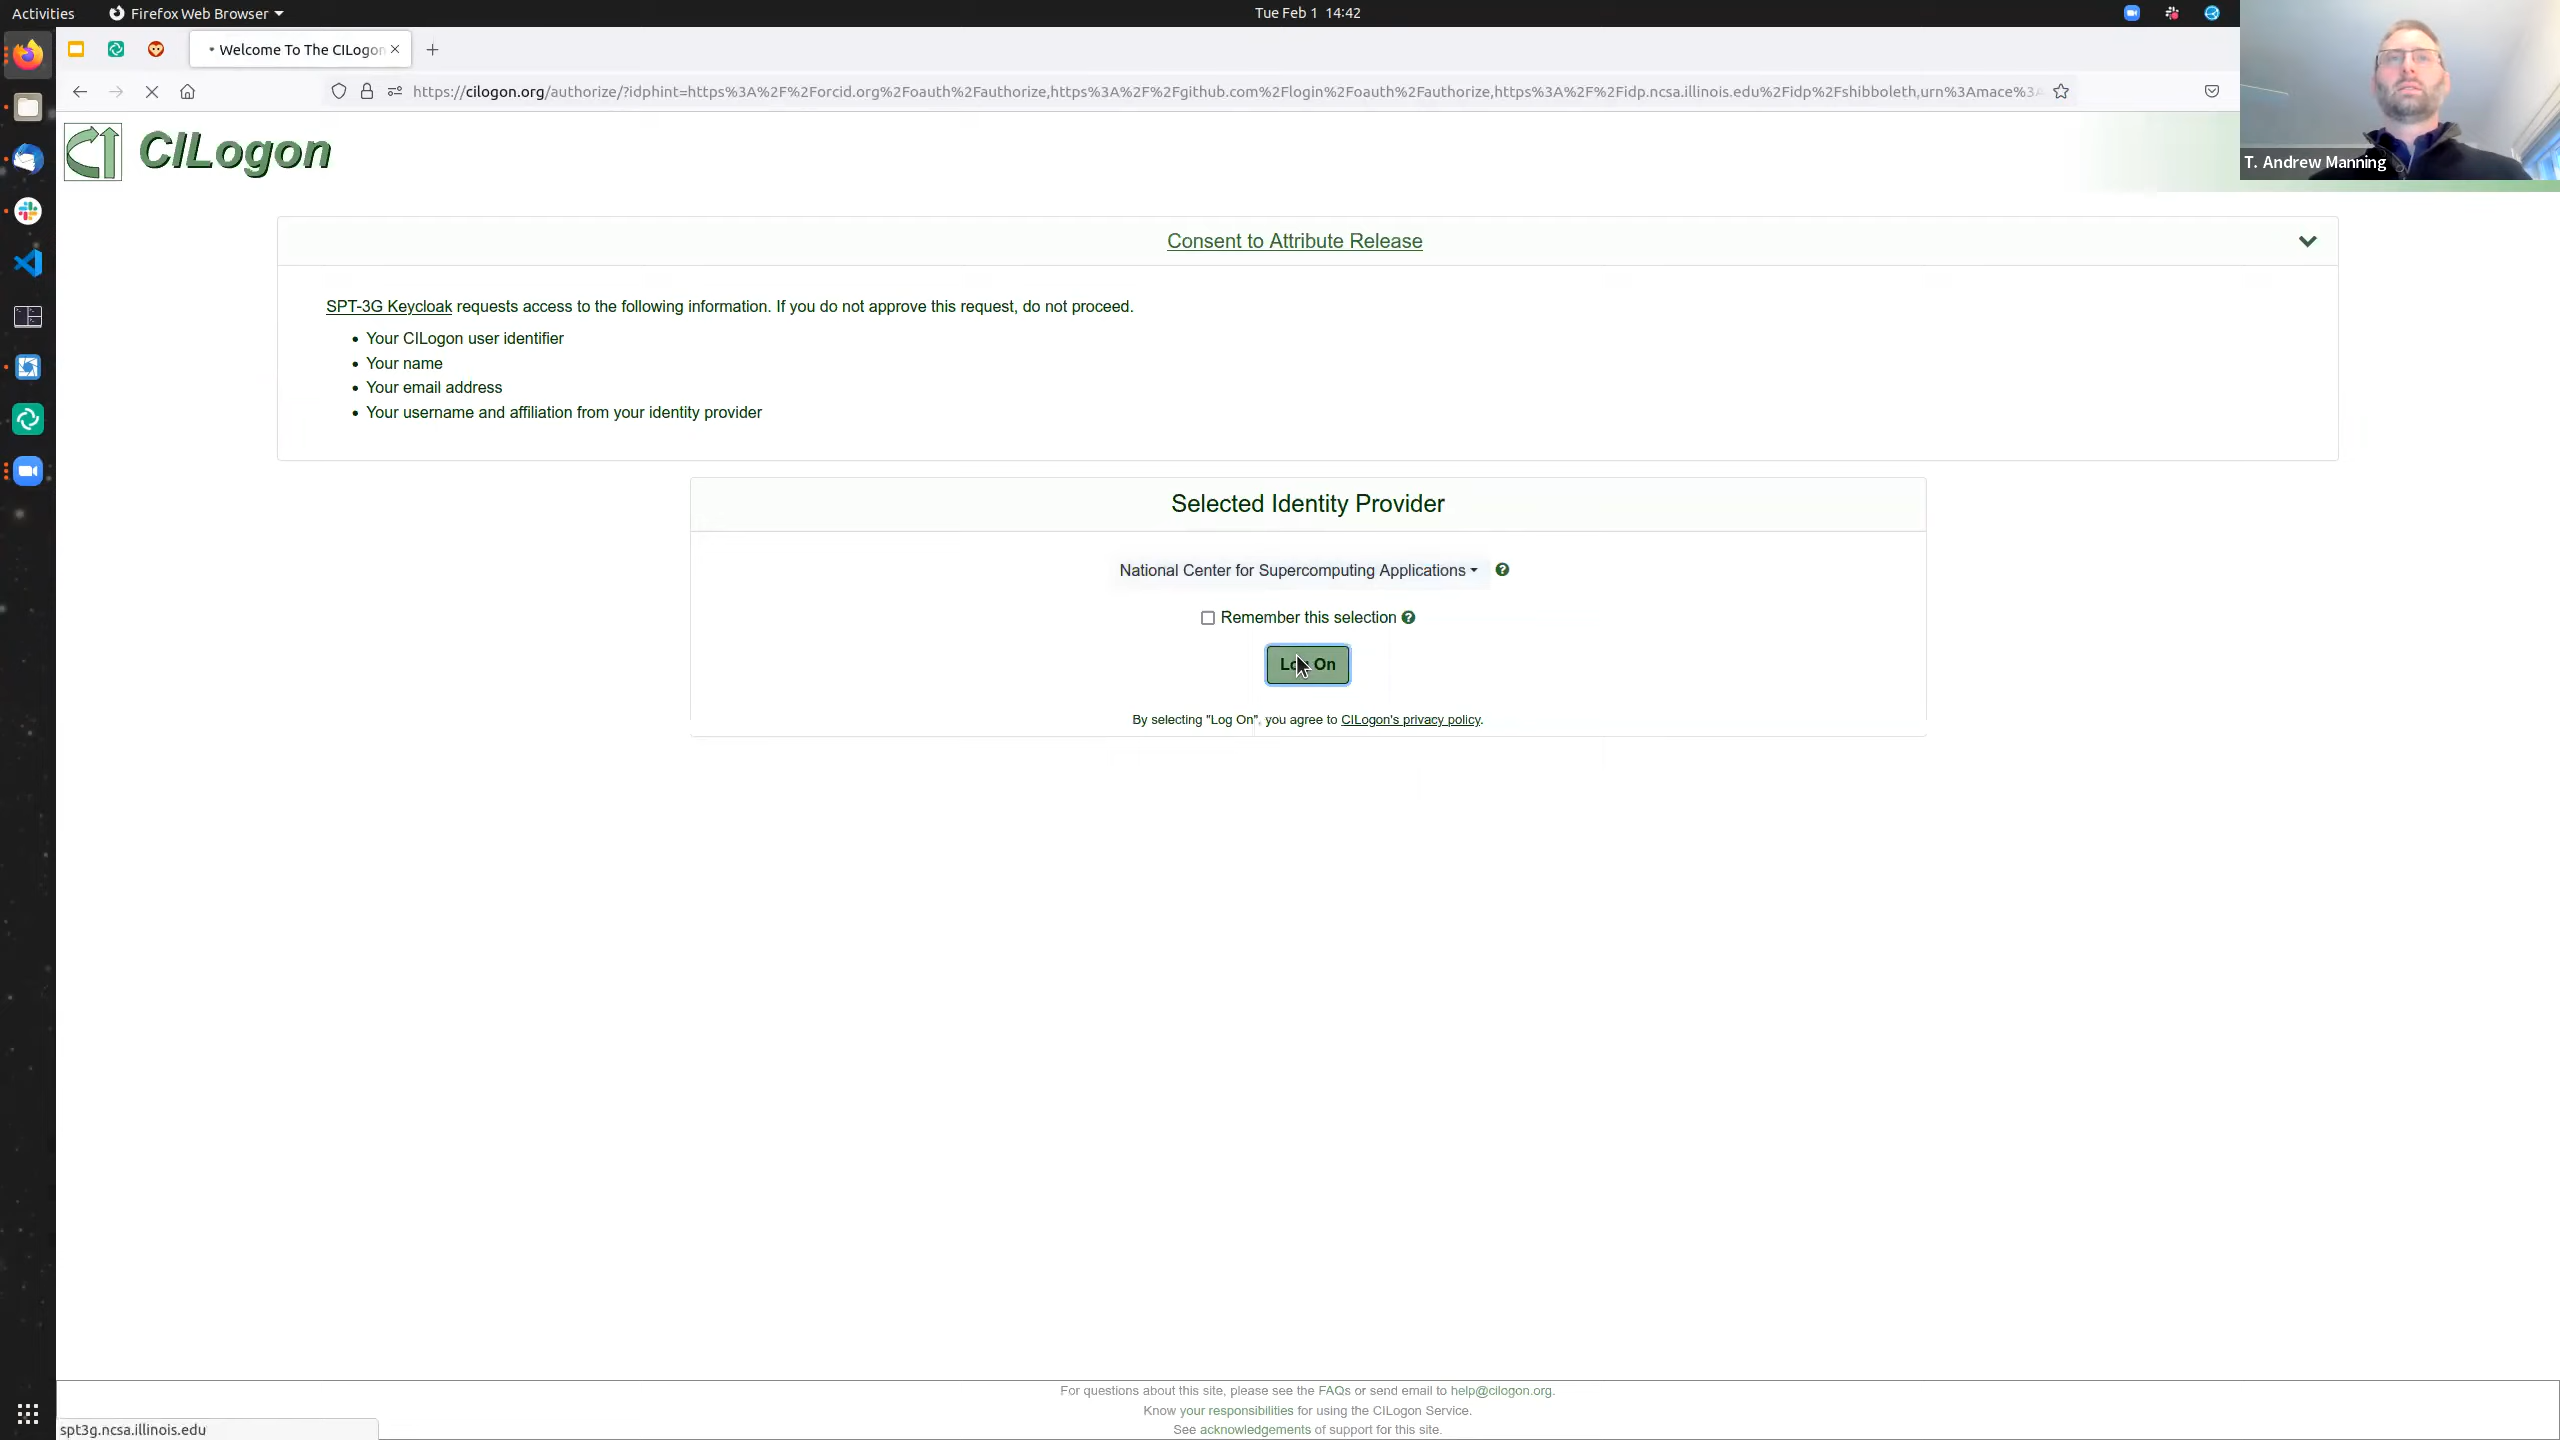 Activities
Firefox Web Browser
Tue Feb 1 14:42
Welcome To The CILogon
https://cilogon.org/authorize/?idphint=https%3A%2F%2Forcid.org%2Foauth%2Fauthorize,https%3A%2F%2Fgithub.com%2Flogin%2Foauth%2Fauthorize,https%3A%2F%2Fidp.ncsa.illinois.edu%2Fidp%2Fshibboleth,urn%3Amace%3A
CILogon
T. Andrew Manning
Consent to Attribute Release
SPT-3G Keycloak requests access to the following information. If you do not approve this request, do not proceed.
• Your CILogon user identifier
• Your name
• Your email address
• Your username and affiliation from your identity provider
Selected Identity Provider
National Center for Supercomputing Applications
Remember this selection
Log On
By selecting "Log On", you agree to CILogon's privacy policy.
For questions about this site, please see the FAQs or send email to help@cilogon.org.
Know your responsibilities for using the CILogon Service.
See acknowledgements of support for this site.
spt3g.ncsa.illinois.edu